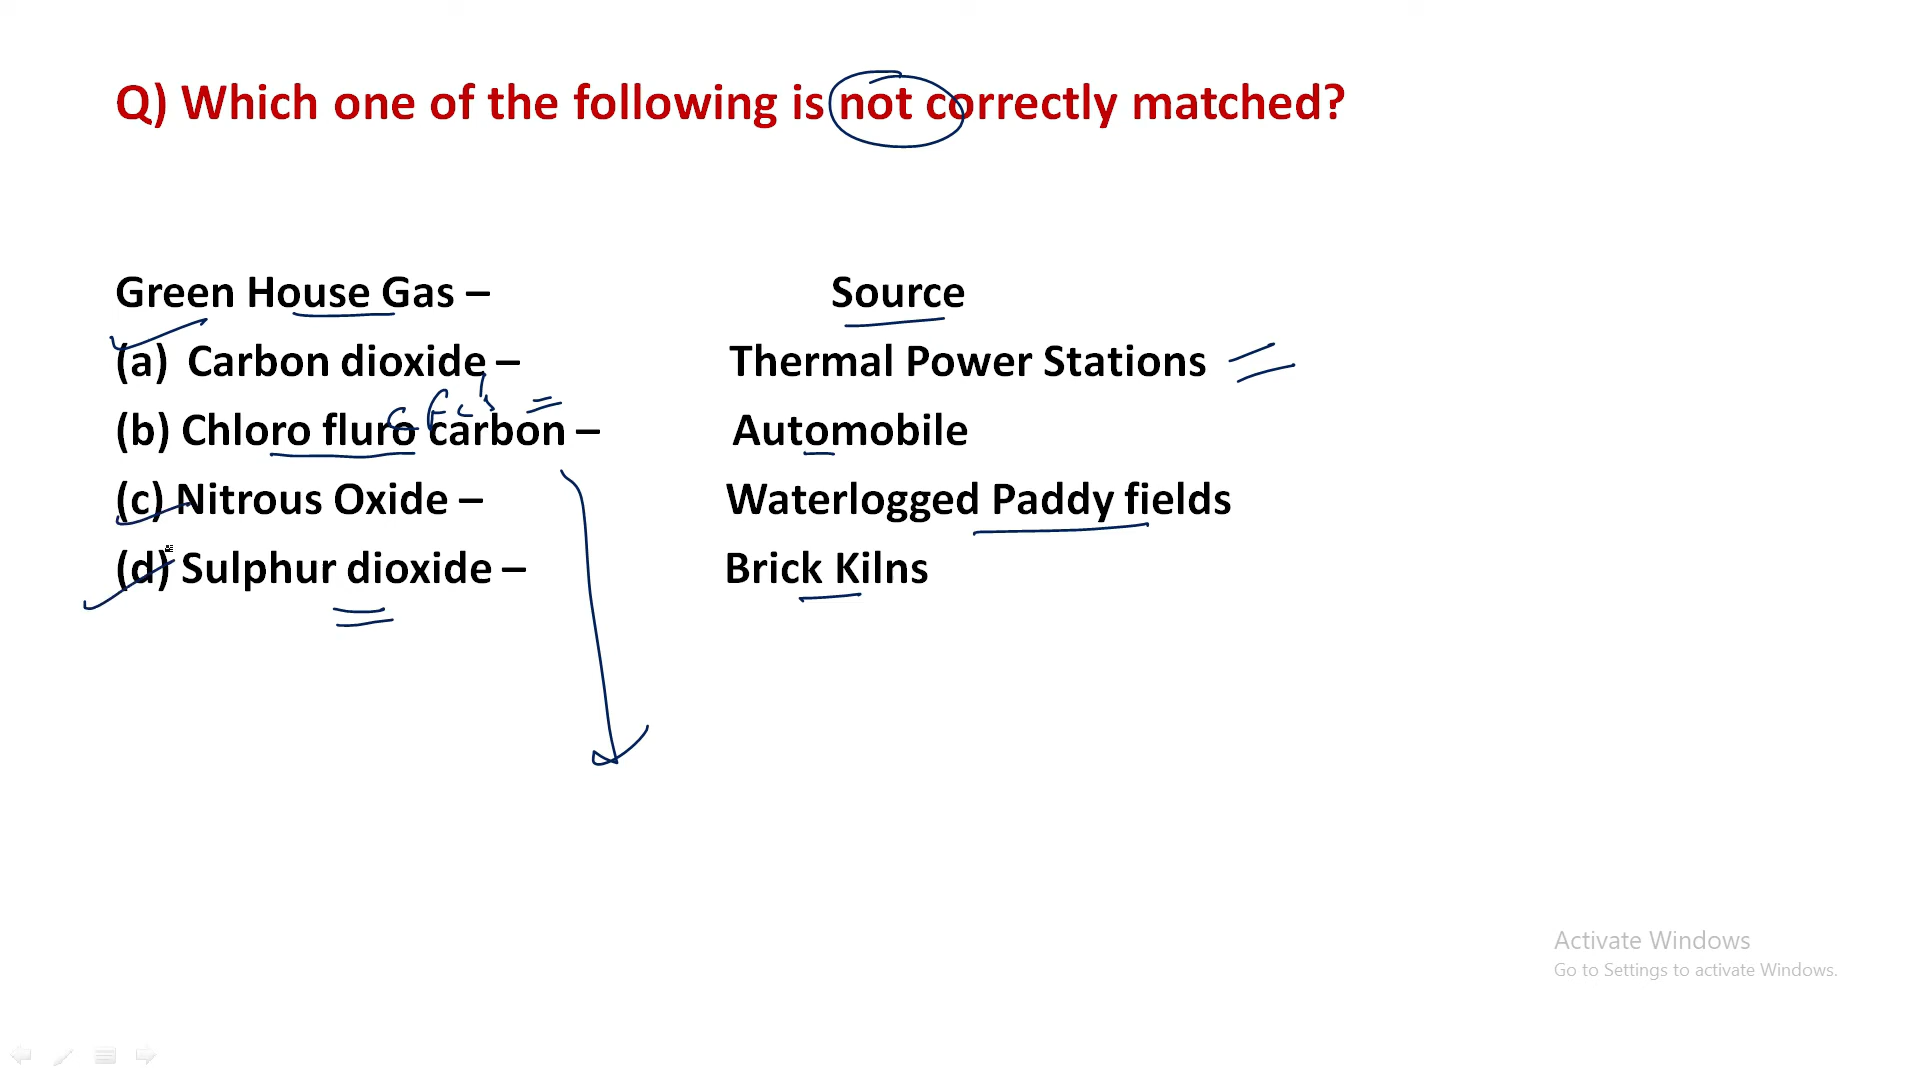 Q) Which one of the following is not correctly matched?
Green House Gas – Source
(a) Carbon dioxide – Thermal Power Stations
CFC's
(b) Chloro fluro carbon – Automobile
(c) Nitrous Oxide – Waterlogged Paddy fields
(d) Sulphur dioxide – Brick Kilns
Activate Windows
Go to Settings to activate Windows.